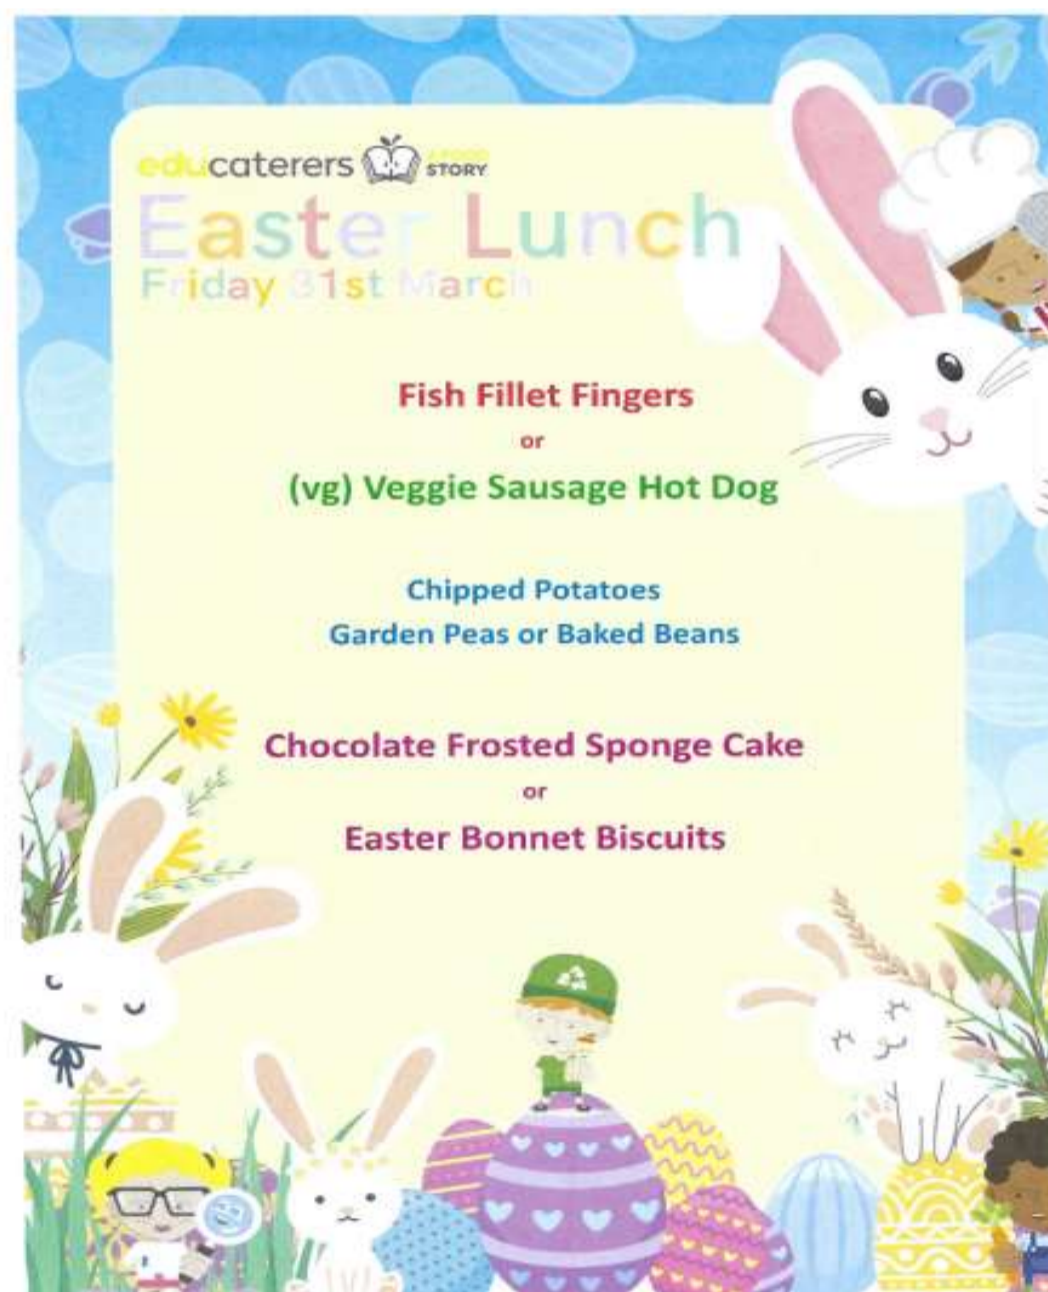 educaterers A FOOD STORY
Easter Lunch
Friday 31st March
Fish Fillet Fingers
or
(vg) Veggie Sausage Hot Dog
Chipped Potatoes
Garden Peas or Baked Beans
Chocolate Frosted Sponge Cake
or
Easter Bonnet Biscuits